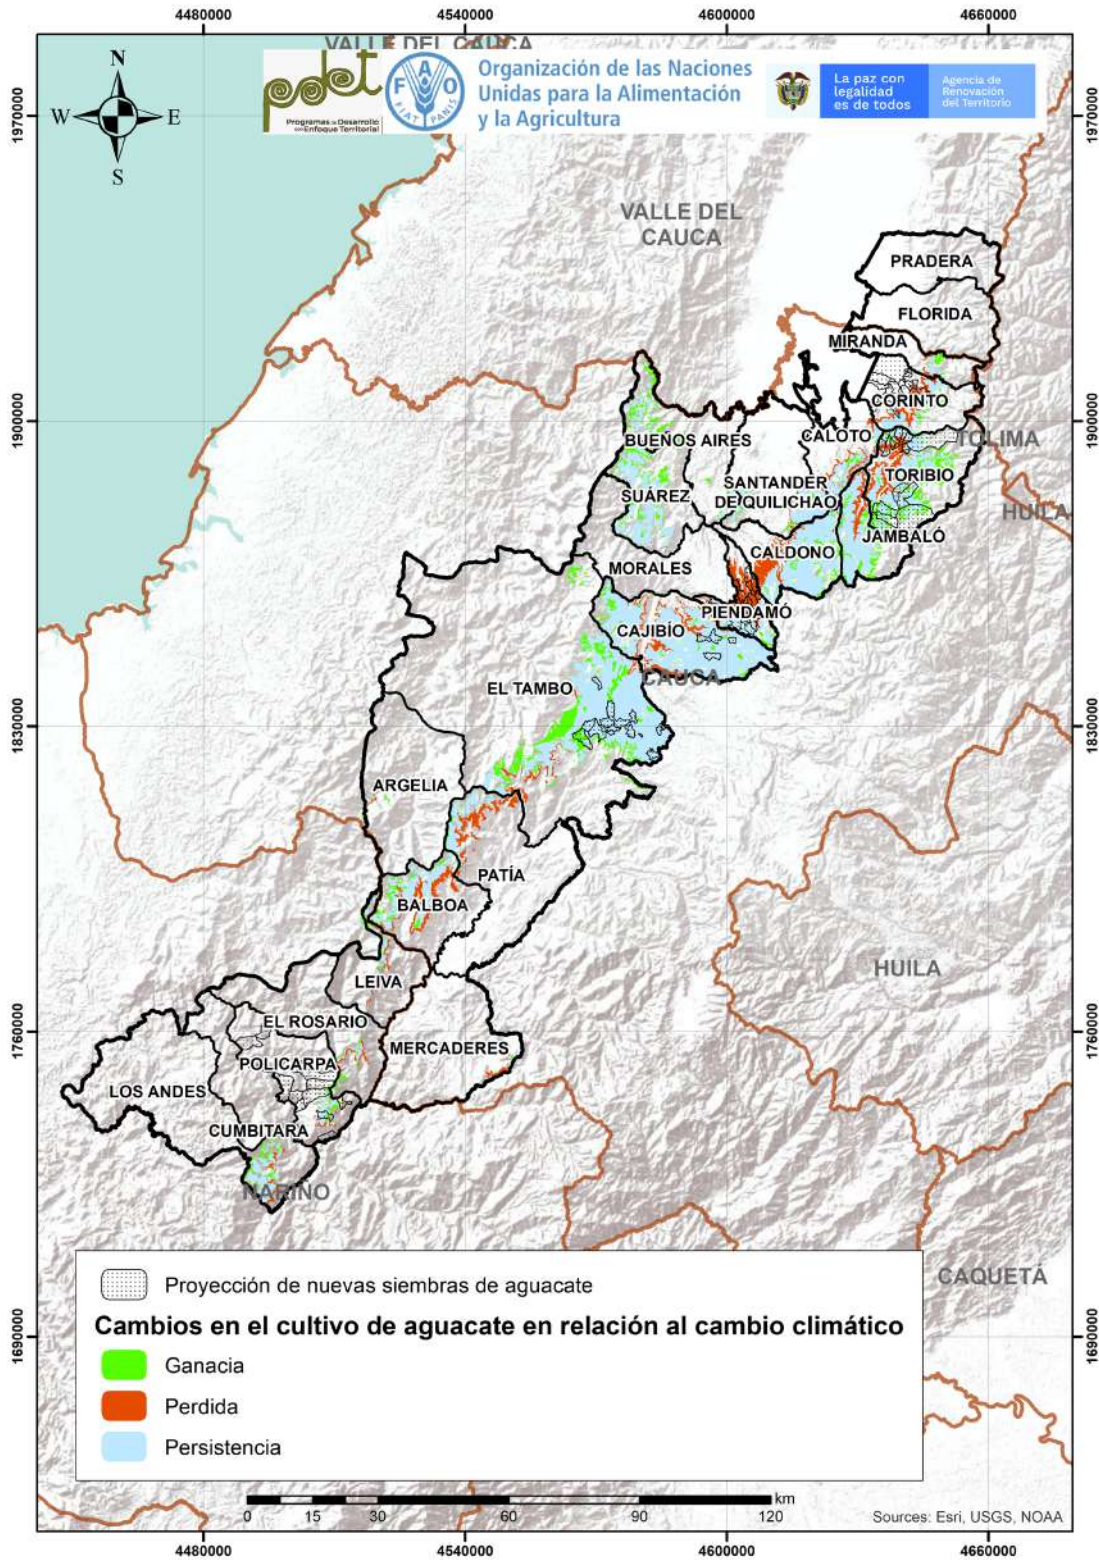 4480000
4540000
4600000
4660000
VALLE DEL CAUCA
N
W
E
S
pdet
Programas de Desarrollo
con Enfoque Territorial
FAO
FIAT PANIS
Organización de las Naciones
Unidas para la Alimentación
y la Agricultura
La paz con
legalidad
es de todos
Agencia de
Renovación
del Territorio
1970000
1970000
VALLE DEL
CAUCA
PRADERA
FLORIDA
MIRANDA
CORINTO
1900000
1900000
BUENOS AIRES
CALOTO
TOLIMA
TORIBIO
SANTANDER
DE QUILICHAO
SUÁREZ
HUILA
JAMBALÓ
CALDONO
MORALES
PIENDAMÓ
CAJIBÍO
CAUCA
EL TAMBO
1830000
1830000
ARGELIA
PATÍA
BALBOA
HUILA
LEIVA
EL ROSARIO
1760000
1760000
MERCADERES
POLICARPA
LOS ANDES
CUMBITARA
NARIÑO
CAQUETÁ
Proyección de nuevas siembras de aguacate
Cambios en el cultivo de aguacate en relación al cambio climático
1690000
1690000
Ganacia
Perdida
Persistencia
km
0
15
30
60
90
120
Sources: Esri, USGS, NOAA
4480000
4540000
4600000
4660000